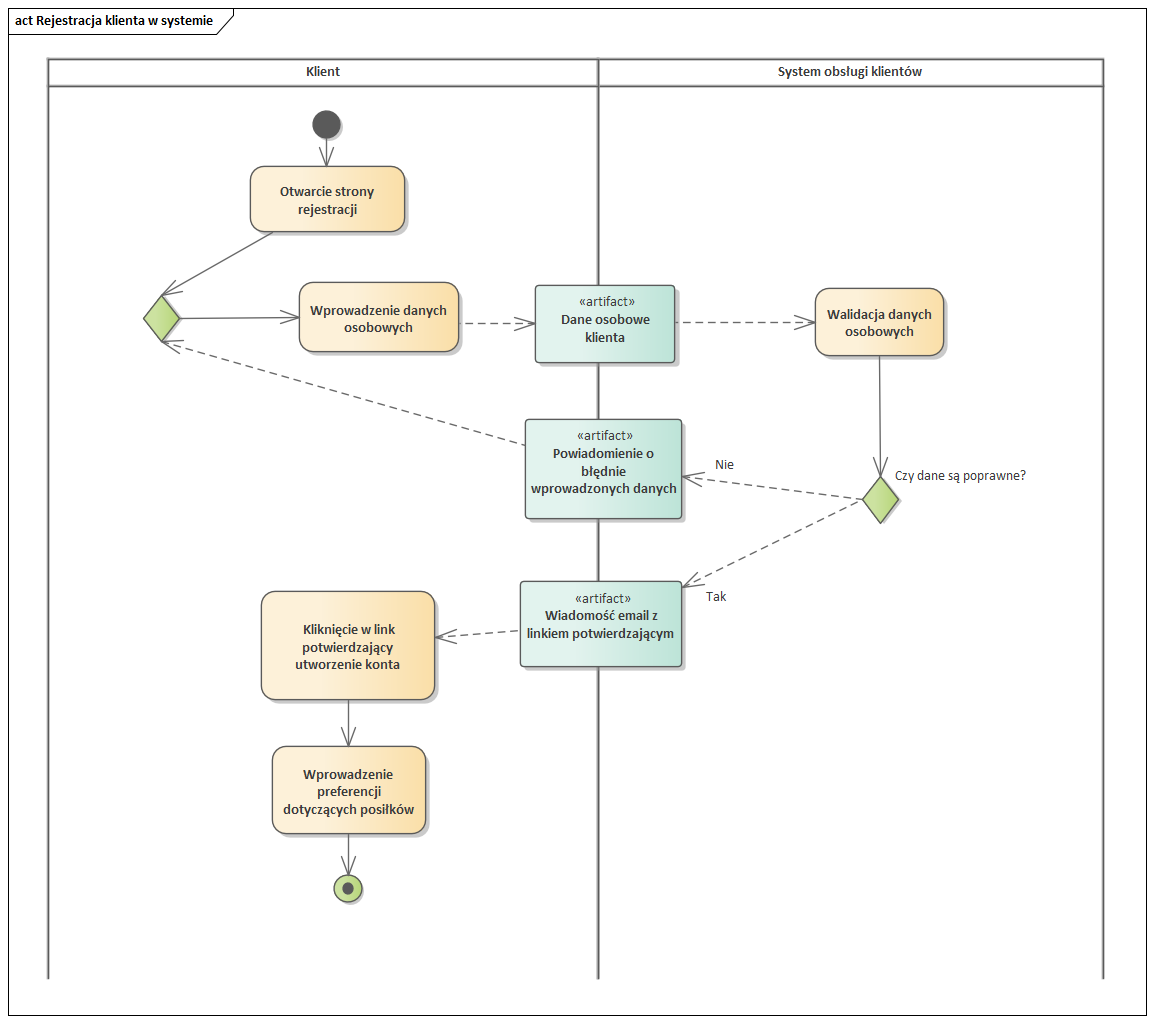 act Rejestracja klienta w systemie
Klient
System obsługi klientów
Otwarcie strony
rejestracji
Wprowadzenie danych
osobowych
«artifact»
Dane osobowe
klienta
Walidacja danych
osobowych
«artifact»
Powiadomienie o
błędnie
wprowadzonych danych
Nie
Czy dane są poprawne?
Tak
«artifact»
Wiadomość email z
linkiem potwierdzającym
Kliknięcie w link
potwierdzający
utworzenie konta
Wprowadzenie
preferencji
dotyczących posiłków